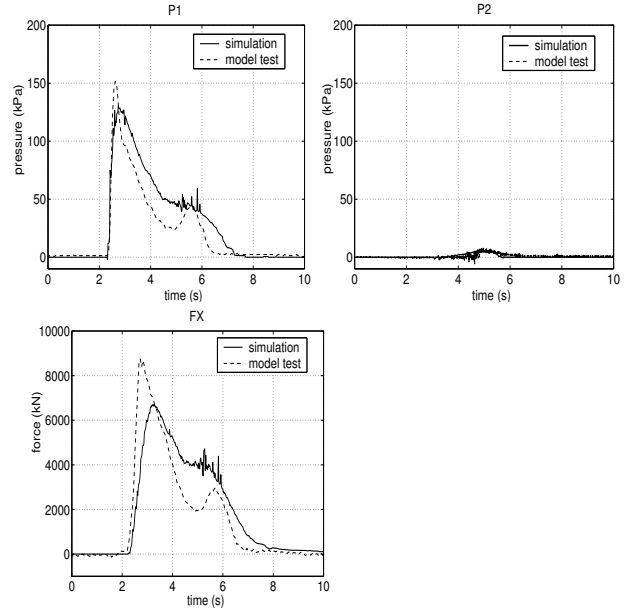 P1
200
150
100
50
0
pressure (kPa)
simulation
model test
0 2 4 6 8 10
time (s)
P2
200
150
100
50
0
pressure (kPa)
simulation
model test
0 2 4 6 8 10
time (s)
FX
10000
8000
6000
4000
2000
0
force (kN)
simulation
model test
0 2 4 6 8 10
time (s)